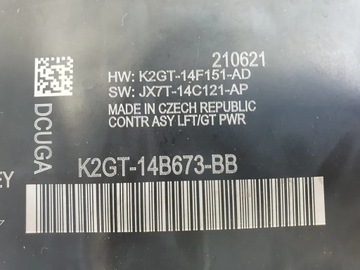 210621
HW: K2GT-14F151-AD
SW: JX7T-14C121-AP
MADE IN CZECH REPUBLIC
CONTR ASY LFT/GT PWR
DCUGA
K2GT-14B673-BB
EY